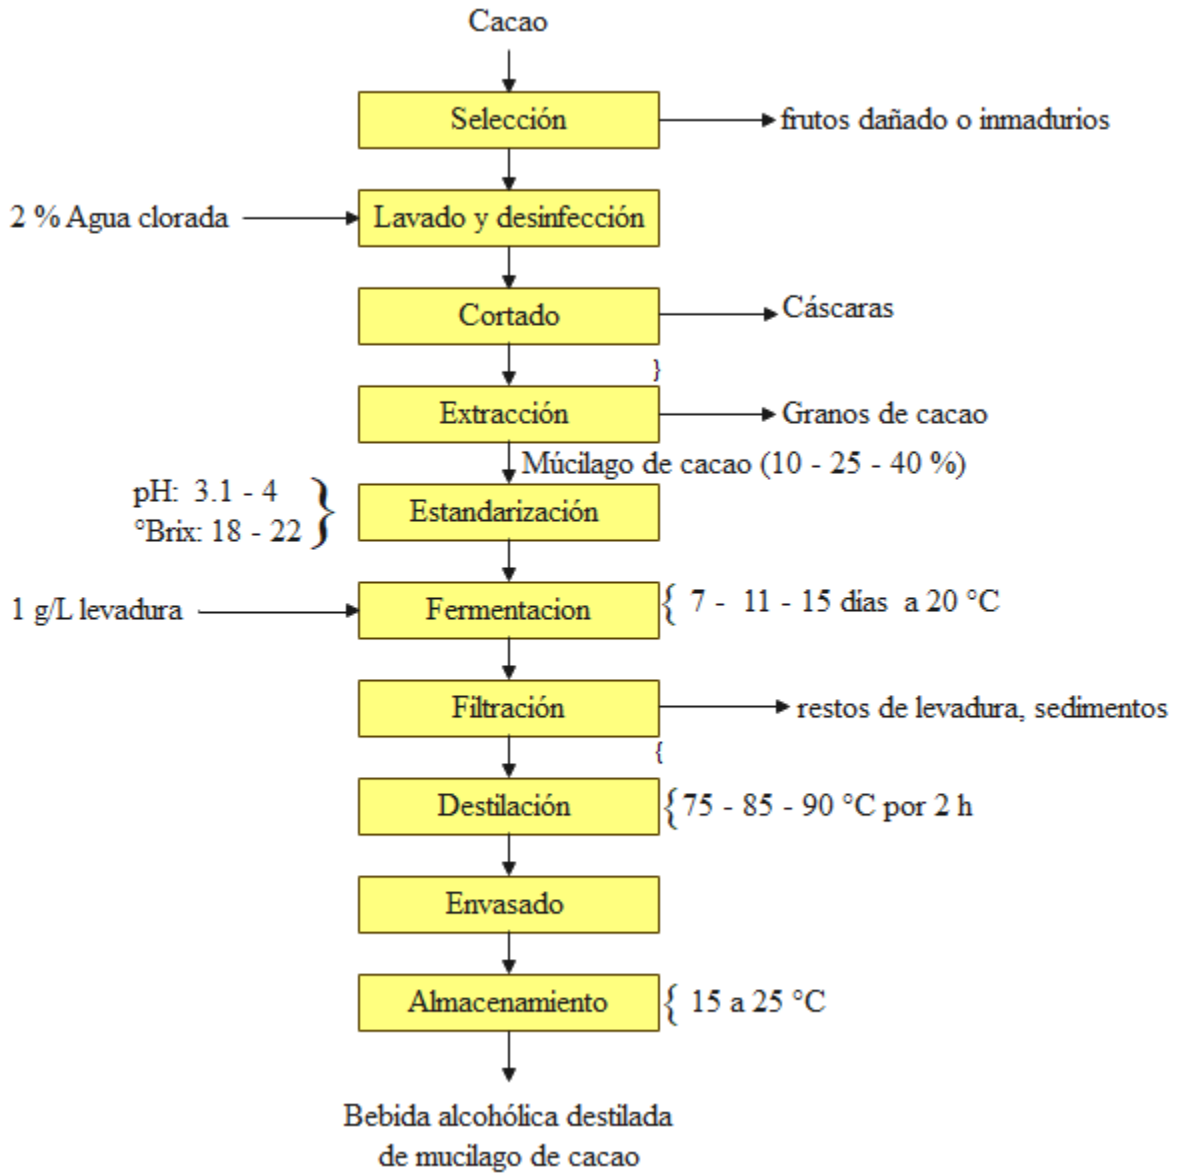 Cacao
Selección
frutos dañado o inmadurios
2 % Agua clorada
Lavado y desinfección
Cortado
Cáscaras
}
Extracción
Granos de cacao
Múcilago de cacao (10 - 25 - 40 %)
pH: 3.1 - 4
°Brix: 18 - 22 }
Estandarización
1 g/L levadura
Fermentacion
{ 7 - 11 - 15 días a 20 °C
Filtración
restos de levadura, sedimentos
{
Destilación
{ 75 - 85 - 90 °C por 2 h
Envasado
Almacenamiento
{ 15 a 25 °C
Bebida alcohólica destilada
de mucilago de cacao